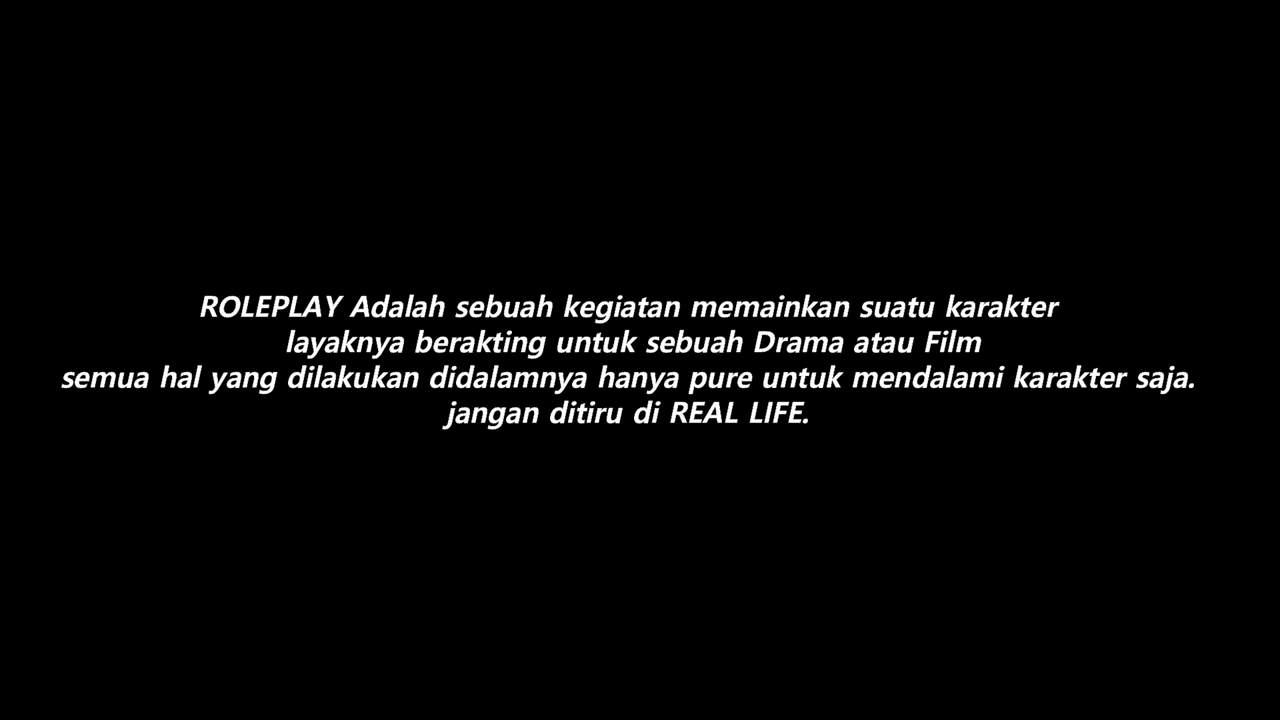 ROLEPLAY Adalah sebuah kegiatan memainkan suatu karakter
layaknya berakting untuk sebuah Drama atau Film
semua hal yang dilakukan didalamnya hanya pure untuk mendalami karakter saja.
jangan ditiru di REAL LIFE.